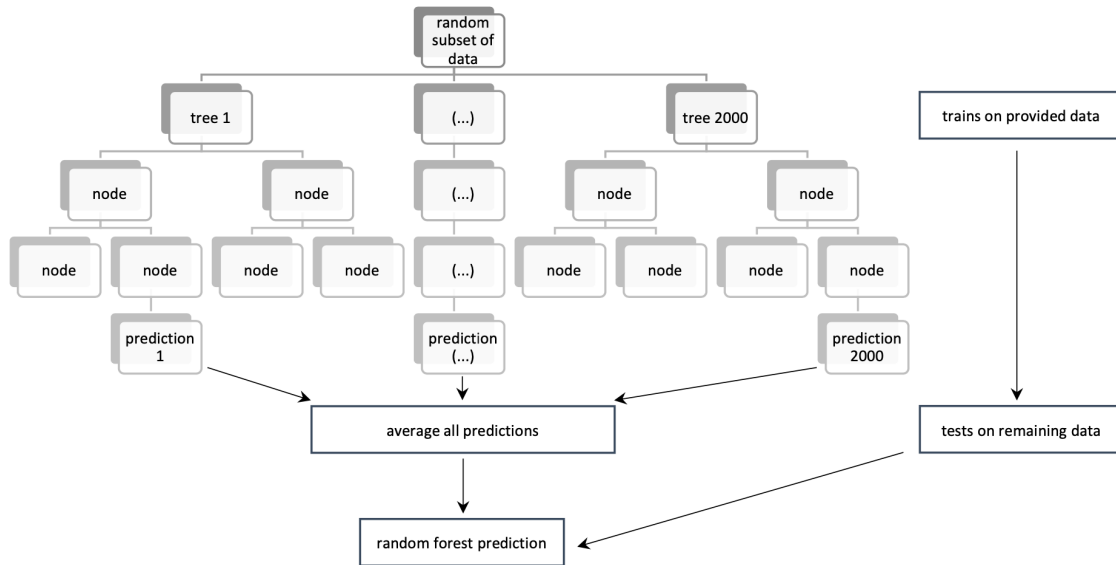 random
subset of
data
tree 1
(...)
tree 2000
trains on provided data
node
node
(...)
node
node
node
node
node
node
(...)
node
node
node
node
prediction
1
prediction
(...)
prediction
2000
average all predictions
tests on remaining data
random forest prediction